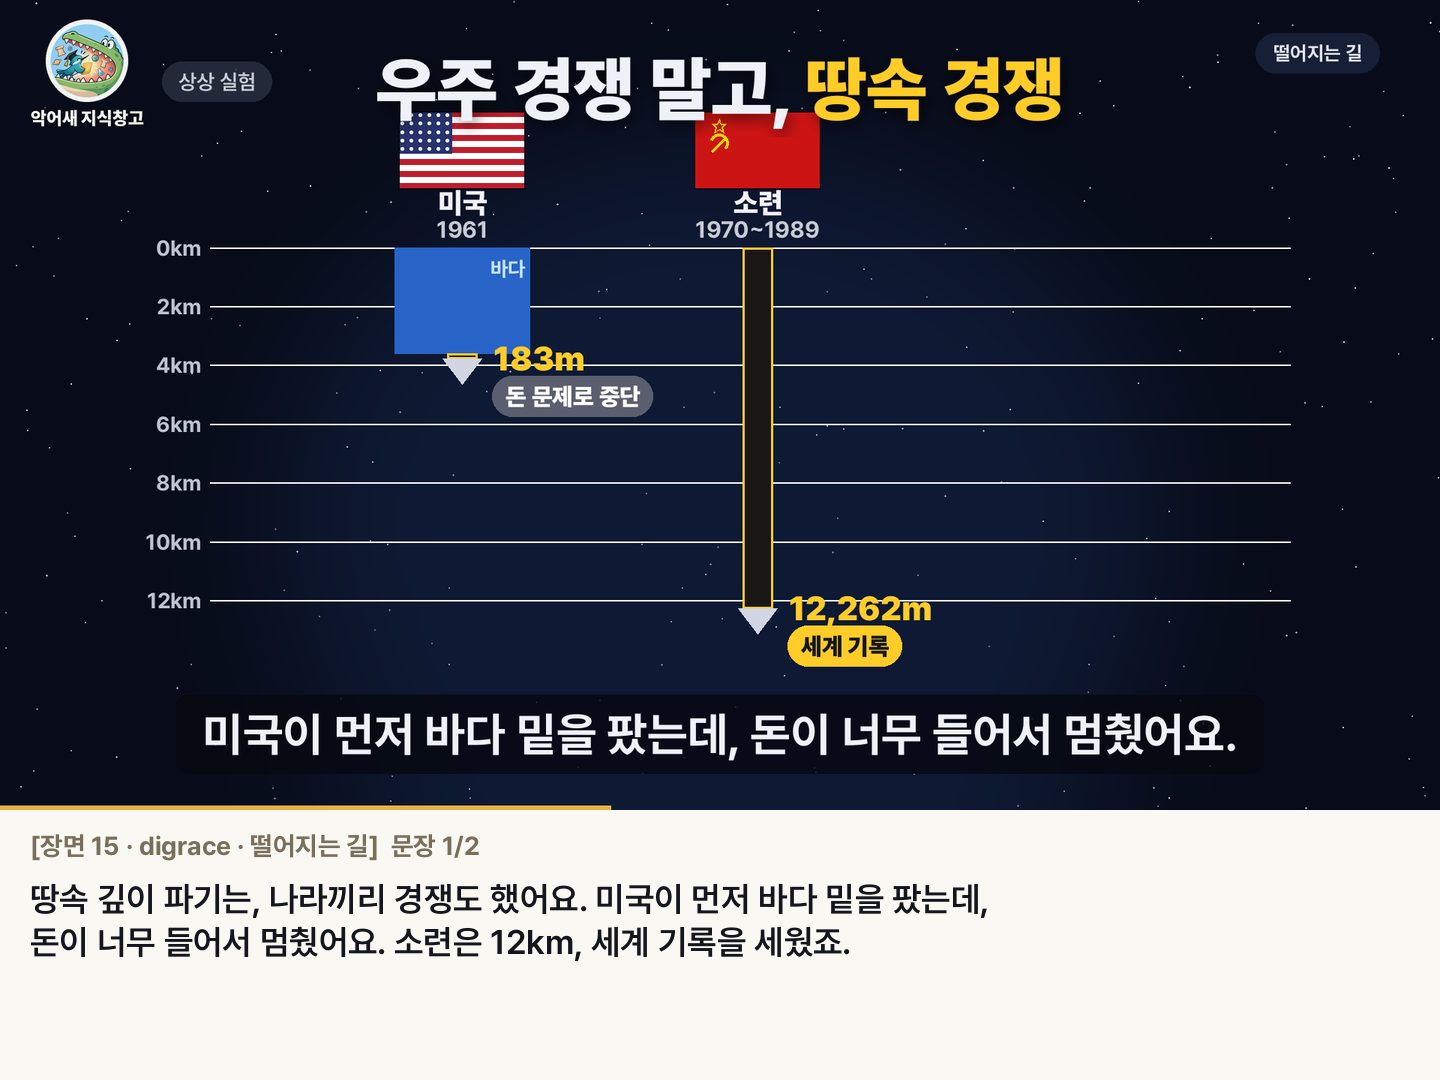 악어새 지식창고
상상 실험
우주 경쟁 말고, 땅속 경쟁
떨어지는 길
미국
1961
소련
1970~1989
0km
바다
2km
183m
4km
돈 문제로 중단
6km
8km
10km
12km
12,262m
세계 기록
미국이 먼저 바다 밑을 팠는데, 돈이 너무 들어서 멈췄어요.
[장면 15 · digrace · 떨어지는 길] 문장 1/2
땅속 깊이 파기는, 나라끼리 경쟁도 했어요. 미국이 먼저 바다 밑을 팠는데,
돈이 너무 들어서 멈췄어요. 소련은 12km, 세계 기록을 세웠죠.